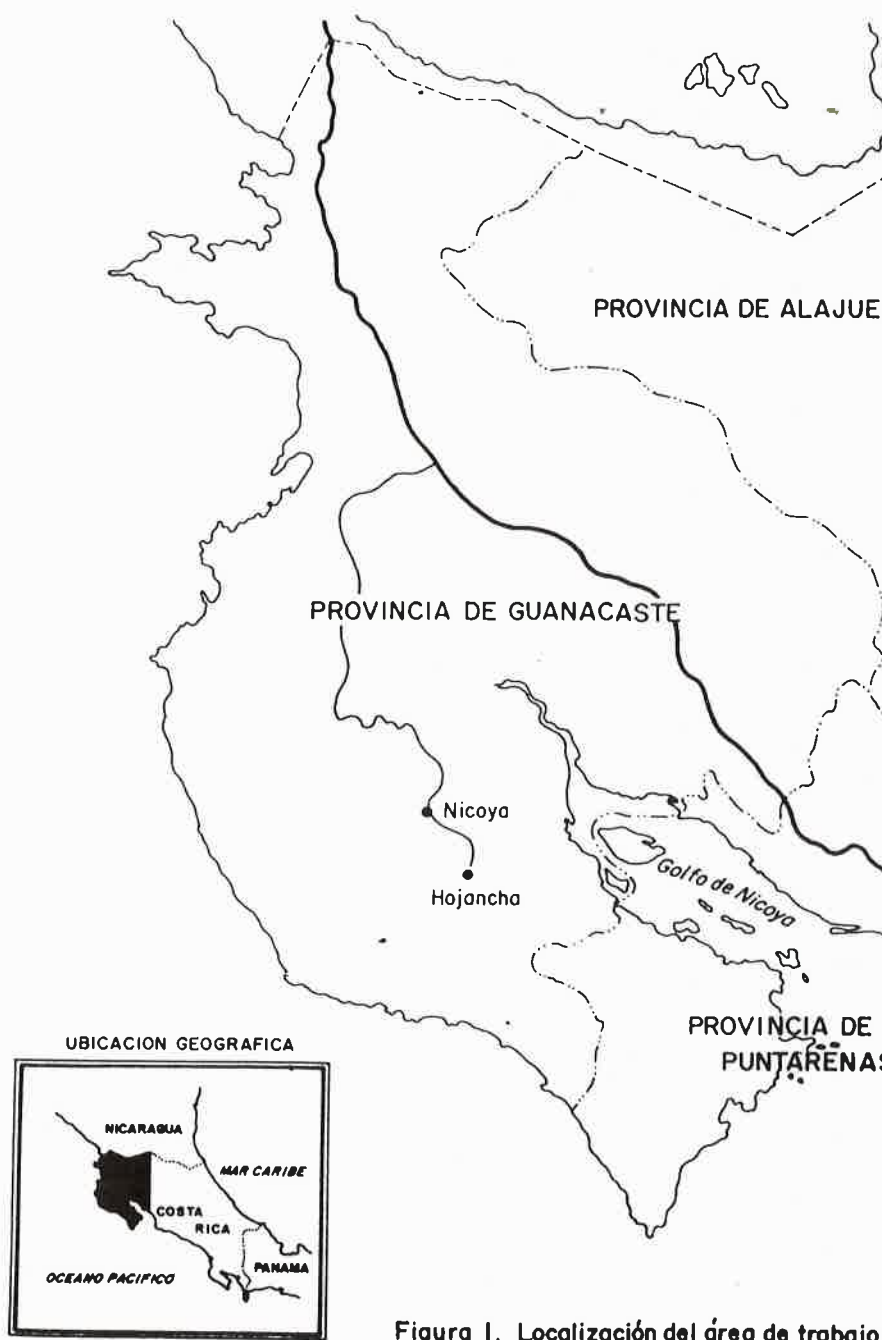 PROVINCIA DE ALAJUE
PROVINCIA DE GUANACASTE
Nicoya
Hojancha
Golfo de Nicoya
PROVINCIA DE
PUNTARENAS
UBICACION GEOGRAFICA
NICARAGUA
MAR CARIBE
COSTA
RICA
PANAMA
OCEANO PACIFICO
Figura 1. Localización del área de trabajo